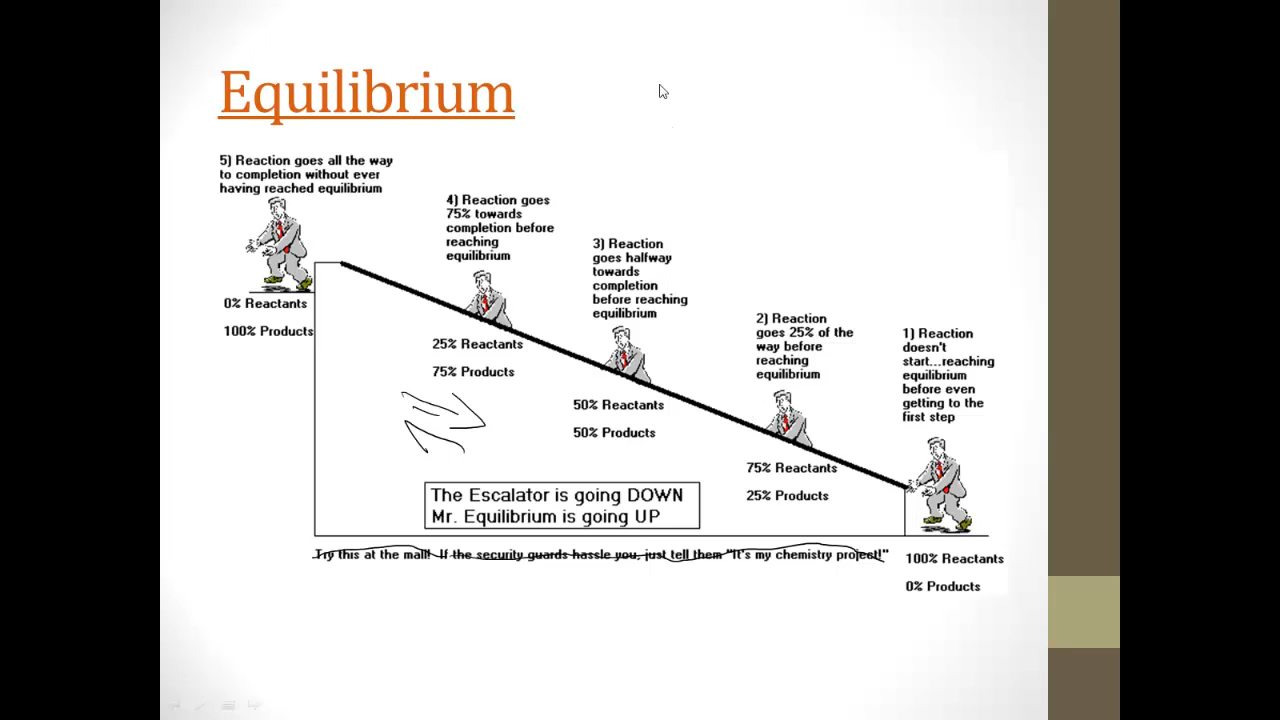 Equilibrium
5) Reaction goes all the way
to completion without ever
having reached equilibrium
0% Reactants
100% Products
4) Reaction goes
75% towards
completion before
reaching
equilibrium
25% Reactants
75% Products
3) Reaction
goes halfway
towards
completion
before reaching
equilibrium
50% Reactants
50% Products
2) Reaction
goes 25% of the
way before
reaching
equilibrium
75% Reactants
25% Products
1) Reaction
doesn't
start...reaching
equilibrium
before even
getting to the
first step
100% Reactants
0% Products
The Escalator is going DOWN
Mr. Equilibrium is going UP
Try this at the mall! If the security guards hassle you, just tell them "It's my chemistry project!"